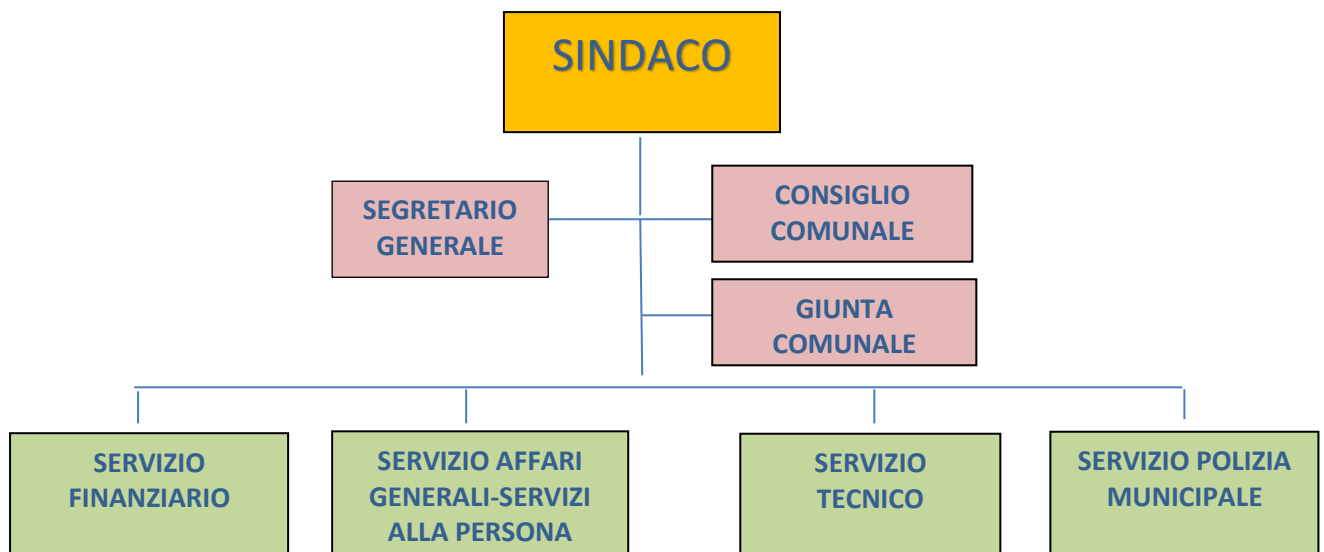 SINDACO
SEGRETARIO
GENERALE
CONSIGLIO
COMUNALE
GIUNTA
COMUNALE
SERVIZIO
FINANZIARIO
SERVIZIO AFFARI
GENERALI-SERVIZI
ALLA PERSONA
SERVIZIO
TECNICO
SERVIZIO POLIZIA
MUNICIPALE